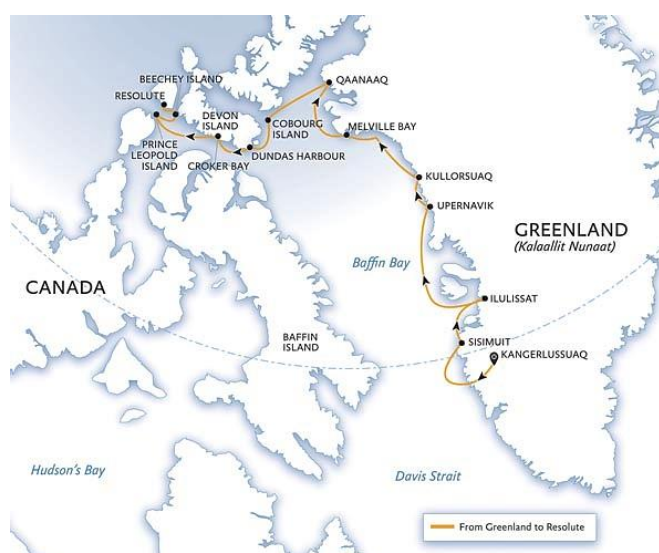 QAANAAQ
BEECHEY ISLAND
RESOLUTE
DEVON
ISLAND
COBOURG
ISLAND
MELVILLE BAY
PRINCE
LEOPOLD
ISLAND
CROKER BAY
DUNDAS HARBOUR
KULLORSUAQ
UPERNAVIK
GREENLAND
(Kalaallit Nunaat)
Baffin Bay
CANADA
ILULISSAT
BAFFIN
ISLAND
SISIMUIT
KANGERLUSSUAQ
Hudson's Bay
Davis Strait
From Greenland to Resolute